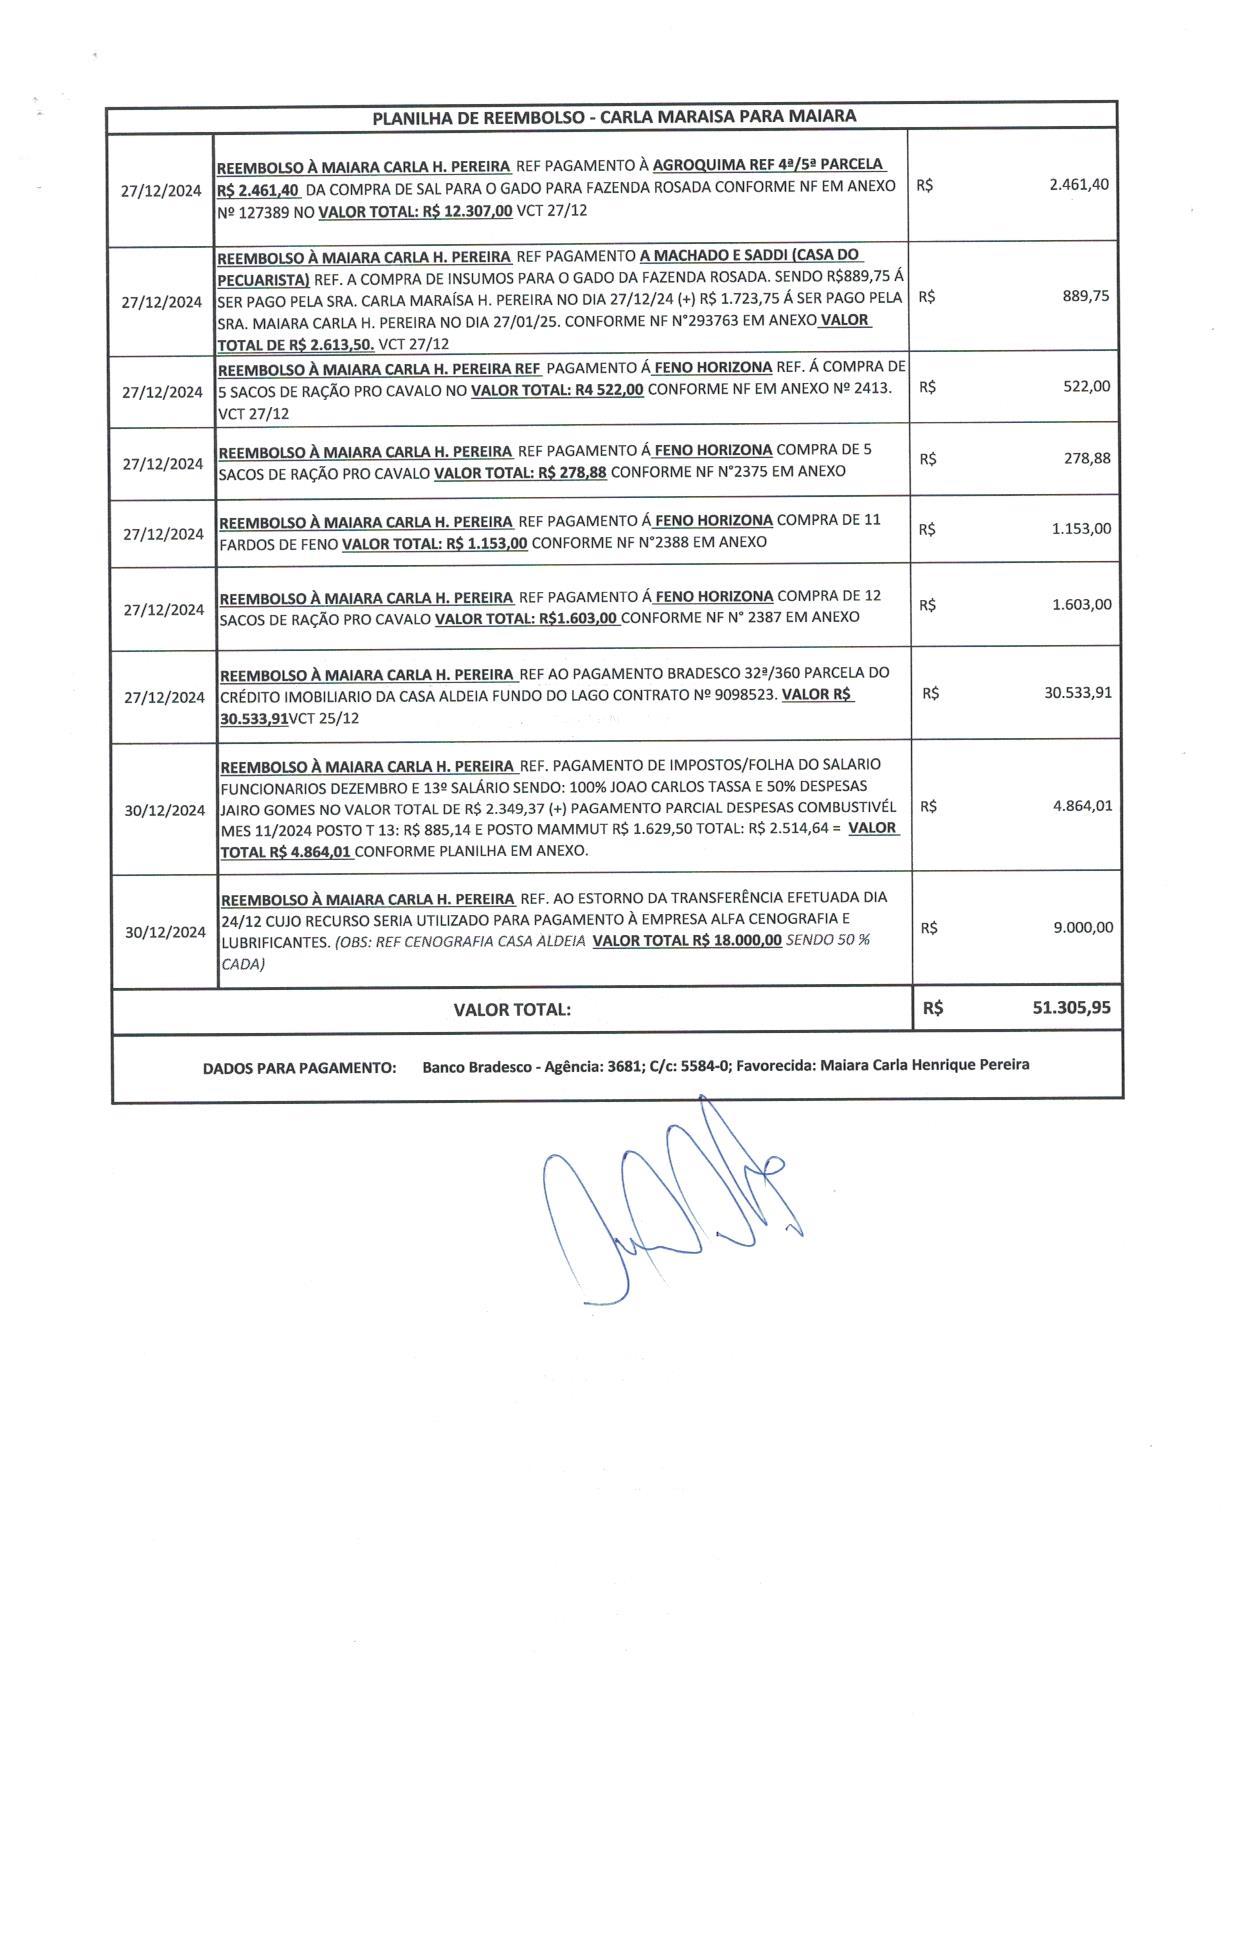 PLANILHA DE REEMBOLSO - CARLA MARAISA PARA MAIARA
27/12/2024
REEMBOLSO À MAIARA CARLA H. PEREIRA REF PAGAMENTO À AGROQUIMA REF 4ª/5ª PARCELA
R$ 2.461,40 DA COMPRA DE SAL PARA O GADO PARA FAZENDA ROSADA CONFORME NF EM ANEXO
Nº 127389 NO VALOR TOTAL: R$ 12.307,00 VCT 27/12
R$ 2.461,40
27/12/2024
REEMBOLSO À MAIARA CARLA H. PEREIRA REF PAGAMENTO A MACHADO E SADDI (CASA DO
PECUARISTA) REF. A COMPRA DE INSUMOS PARA O GADO DA FAZENDA ROSADA. SENDO R$889,75 Á
SER PAGO PELA SRA. CARLA MARAÍSA H. PEREIRA NO DIA 27/12/24 (+) R$ 1.723,75 Á SER PAGO PELA
SRA. MAIARA CARLA H. PEREIRA NO DIA 27/01/25. CONFORME NF N°293763 EM ANEXO VALOR
TOTAL DE R$ 2.613,50. VCT 27/12
R$ 889,75
27/12/2024
REEMBOLSO À MAIARA CARLA H. PEREIRA REF PAGAMENTO Á FENO HORIZONA REF. Á COMPRA DE
5 SACOS DE RAÇÃO PRO CAVALO NO VALOR TOTAL: R4 522,00 CONFORME NF EM ANEXO Nº 2413.
VCT 27/12
R$ 522,00
27/12/2024
REEMBOLSO À MAIARA CARLA H. PEREIRA REF PAGAMENTO Á FENO HORIZONA COMPRA DE 5
SACOS DE RAÇÃO PRO CAVALO VALOR TOTAL: R$ 278,88 CONFORME NF N°2375 EM ANEXO
R$ 278,88
27/12/2024
REEMBOLSO À MAIARA CARLA H. PEREIRA REF PAGAMENTO Á FENO HORIZONA COMPRA DE 11
FARDOS DE FENO VALOR TOTAL: R$ 1.153,00 CONFORME NF N°2388 EM ANEXO
R$ 1.153,00
27/12/2024
REEMBOLSO À MAIARA CARLA H. PEREIRA REF PAGAMENTO Á FENO HORIZONA COMPRA DE 12
SACOS DE RAÇÃO PRO CAVALO VALOR TOTAL: R$1.603,00 CONFORME NF N° 2387 EM ANEXO
R$ 1.603,00
27/12/2024
REEMBOLSO À MAIARA CARLA H. PEREIRA REF AO PAGAMENTO BRADESCO 32ª/360 PARCELA DO
CRÉDITO IMOBILIARIO DA CASA ALDEIA FUNDO DO LAGO CONTRATO Nº 9098523. VALOR R$
30.533,91VCT 25/12
R$ 30.533,91
30/12/2024
REEMBOLSO À MAIARA CARLA H. PEREIRA REF. PAGAMENTO DE IMPOSTOS/FOLHA DO SALARIO
FUNCIONARIOS DEZEMBRO E 13º SALÁRIO SENDO: 100% JOAO CARLOS TASSA E 50% DESPESAS
JAIRO GOMES NO VALOR TOTAL DE R$ 2.349,37 (+) PAGAMENTO PARCIAL DESPESAS COMBUSTIVÉL
MES 11/2024 POSTO T 13: R$ 885,14 E POSTO MAMMUT R$ 1.629,50 TOTAL: R$ 2.514,64 = VALOR
TOTAL R$ 4.864,01 CONFORME PLANILHA EM ANEXO.
R$ 4.864,01
30/12/2024
REEMBOLSO À MAIARA CARLA H. PEREIRA REF. AO ESTORNO DA TRANSFERÊNCIA EFETUADA DIA
24/12 CUJO RECURSO SERIA UTILIZADO PARA PAGAMENTO À EMPRESA ALFA CENOGRAFIA E
LUBRIFICANTES. (OBS: REF CENOGRAFIA CASA ALDEIA VALOR TOTAL R$ 18.000,00 SENDO 50 %
CADA)
R$ 9.000,00
VALOR TOTAL: R$ 51.305,95
DADOS PARA PAGAMENTO: Banco Bradesco - Agência: 3681; C/c: 5584-0; Favorecida: Maiara Carla Henrique Pereira